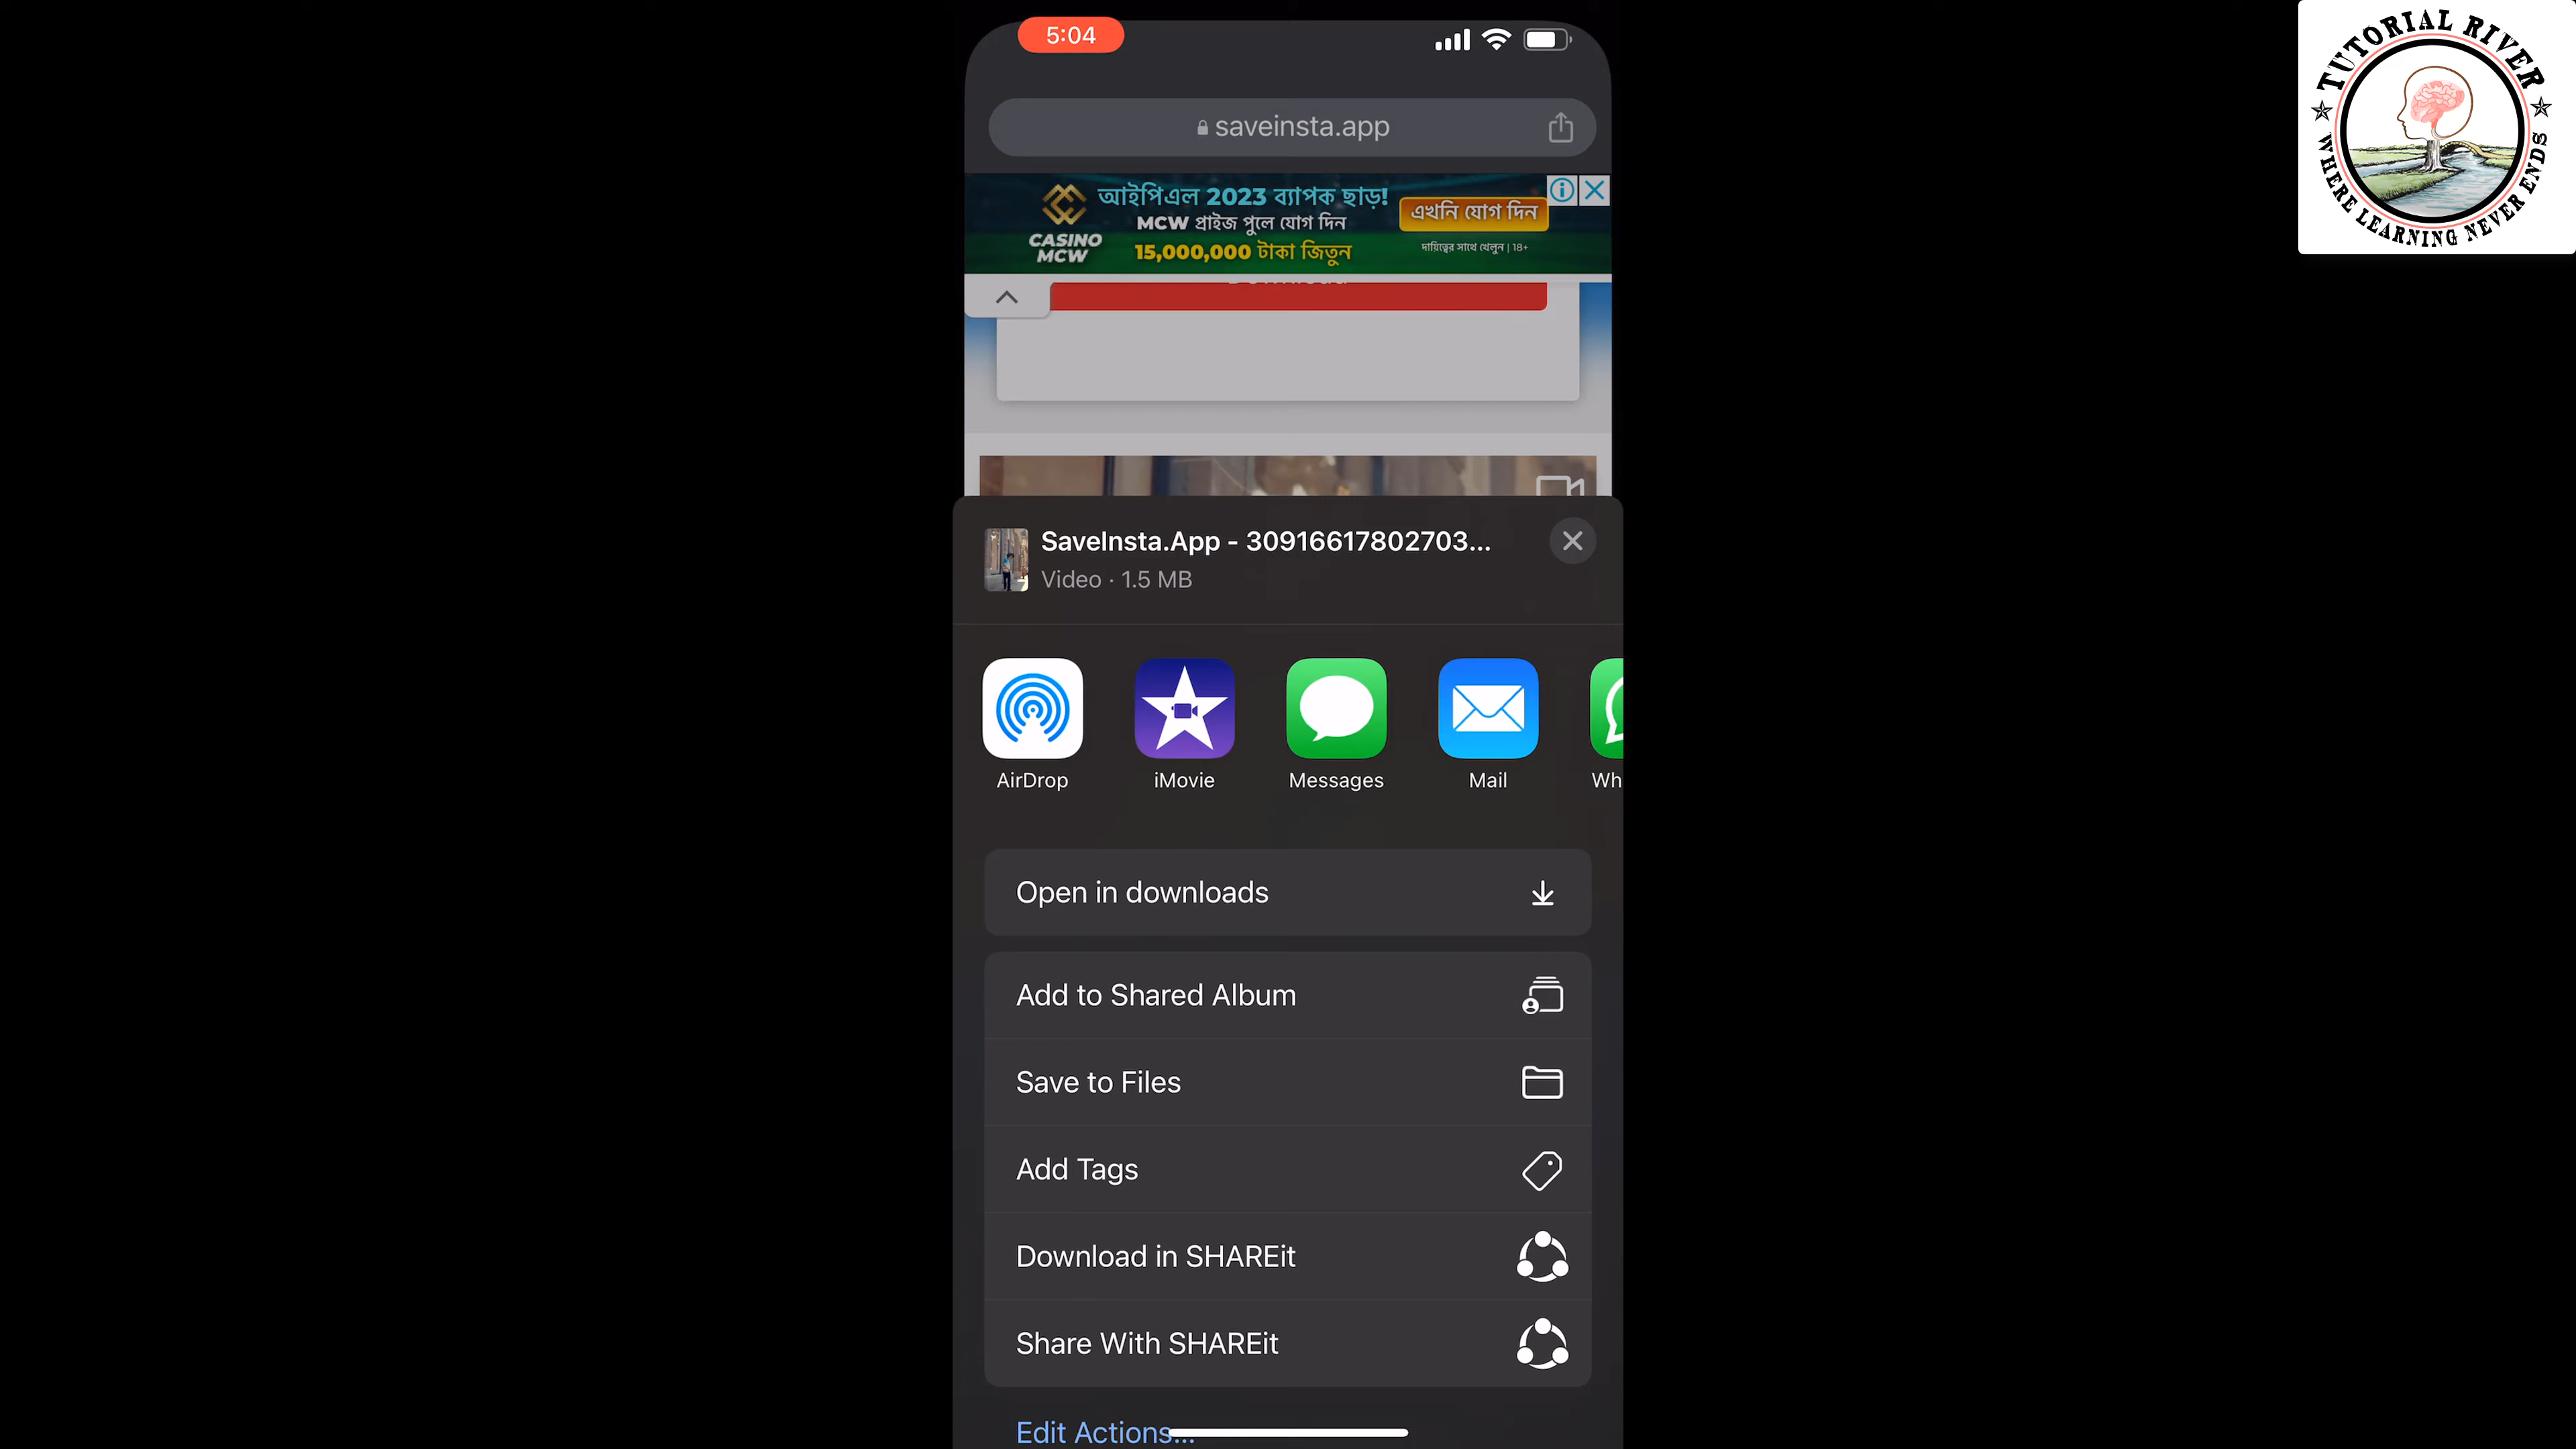 5:04
saveinsta.app
আইপিএল 2023 ব্যাপক ছাড়!
MCW প্রাইজ পুলে যোগ দিন
15,000,000 টাকা জিতুন
CASINO
MCW
এখনি যোগ দিন
দায়িত্বের সাথে খেলুন | 18+
SaveInsta.App - 30916617802703...
Video · 1.5 MB
AirDrop
iMovie
Messages
Mail
Wh
Open in downloads
Add to Shared Album
Save to Files
Add Tags
Download in SHAREit
Share With SHAREit
Edit Actions...
TUTORIAL RIVER
WHERE LEARNING NEVER ENDS